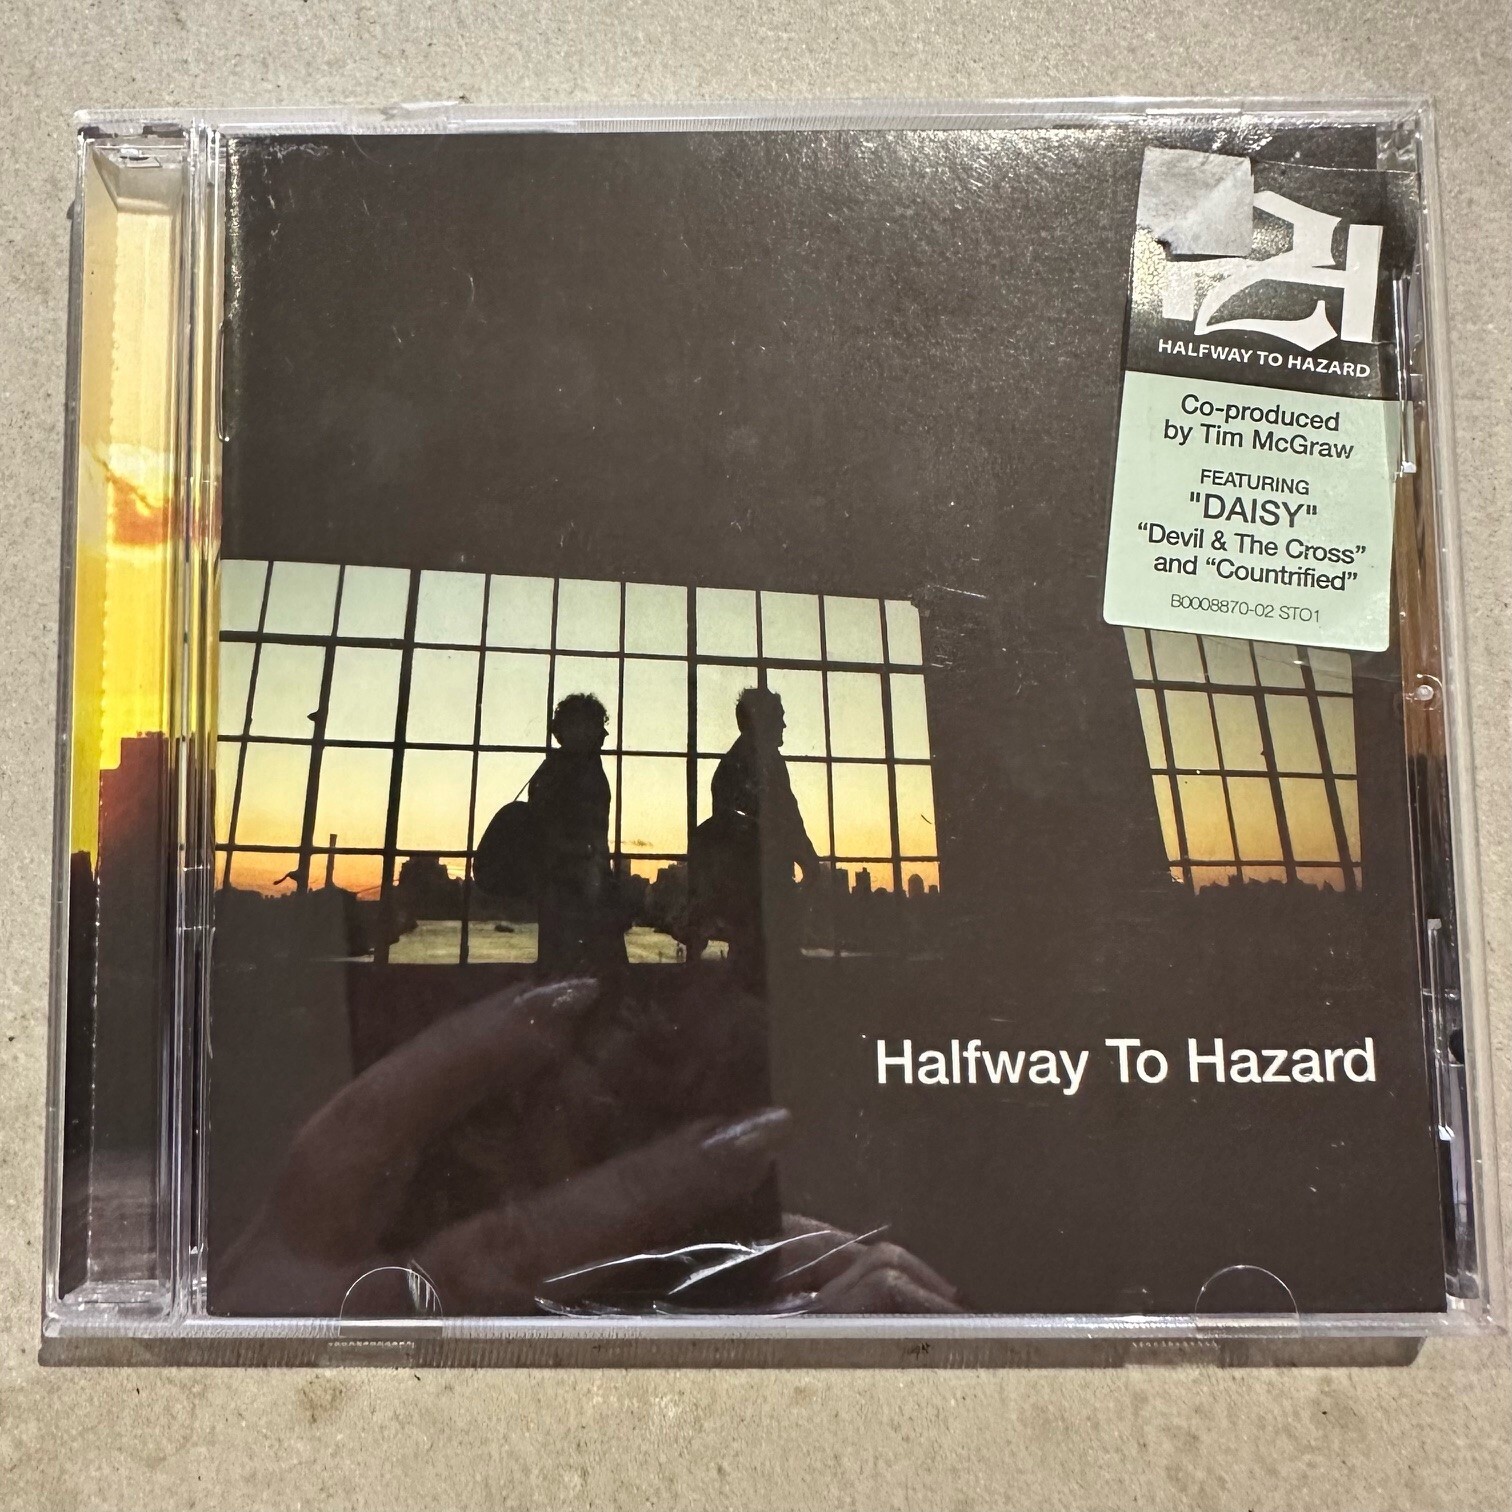 HALFWAY TO HAZARD
Co-produced
by Tim McGraw
FEATURING
"DAISY"
“Devil & The Cross”
and “Countrified”
B0008870-02 STO1
Halfway To Hazard